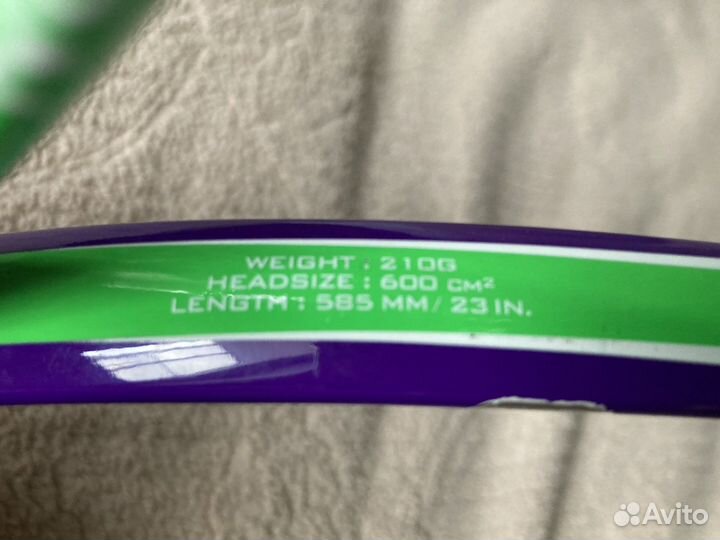 WEIGHT : 210G
HEADSIZE : 600 CM²
LENGTH : 585 MM / 23 IN.
Avito